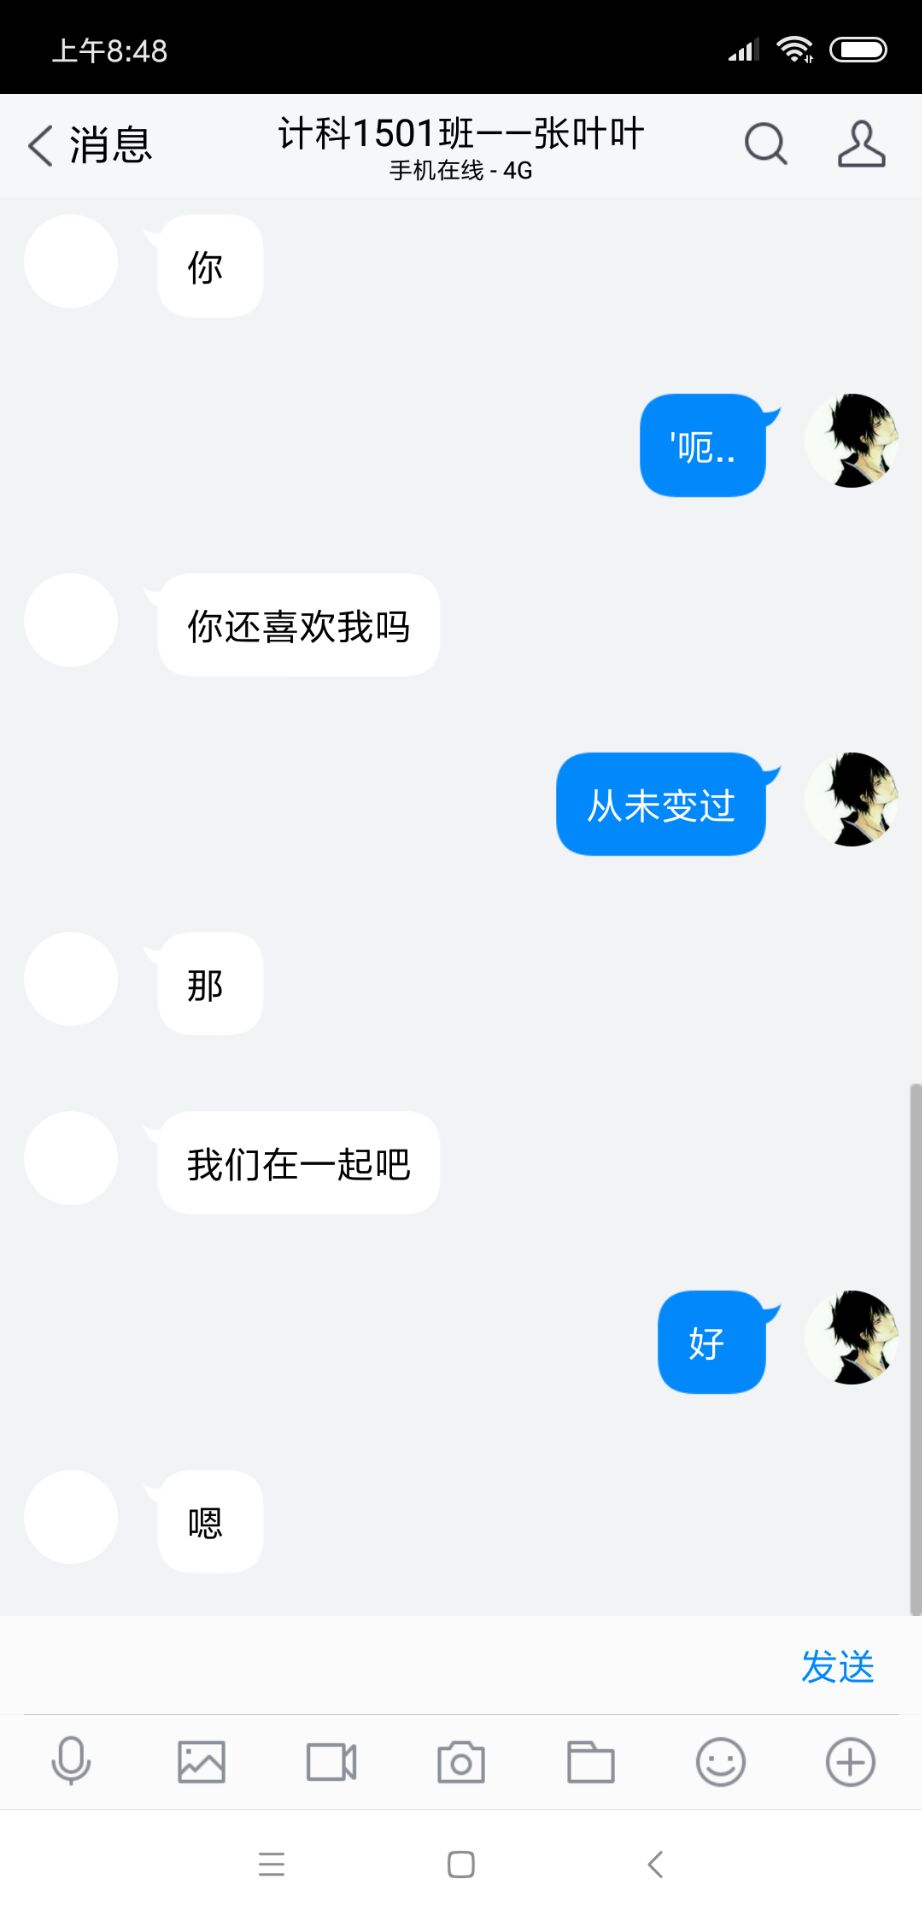 上午8:48
消息
计科1501班——张叶叶
手机在线 - 4G
你
'呃..
你还喜欢我吗
从未变过
那
我们在一起吧
好
嗯
发送